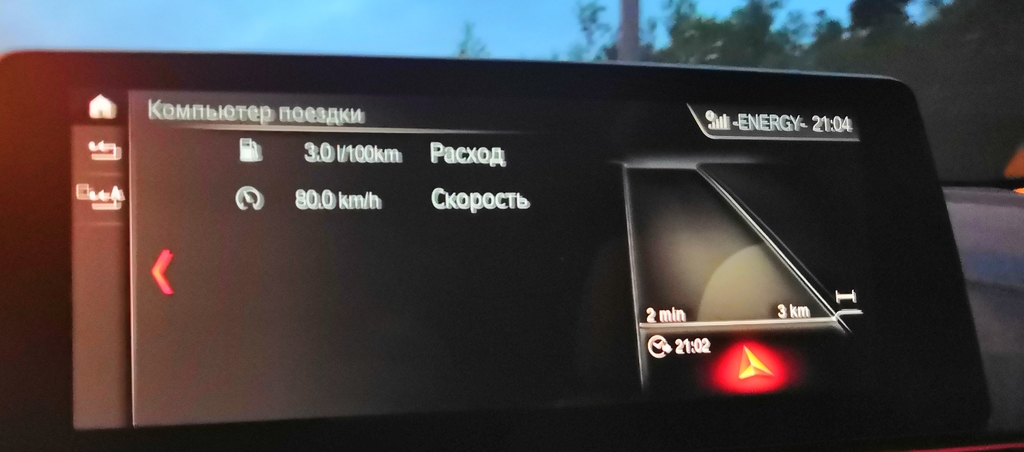 Компьютер поездки
-ENERGY- 21:04
3.0 l/100km Расход
80.0 km/h Скорость
2 min 3 km
21:02